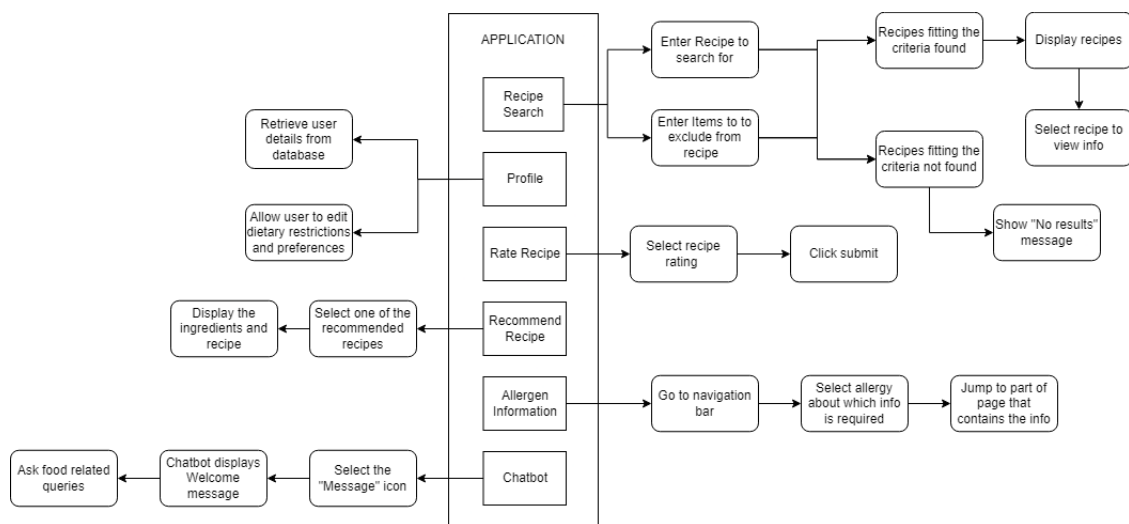 APPLICATION
Recipe
Search
Enter Recipe to
search for
Recipes fitting the
criteria found
Display recipes
Enter Items to to
exclude from
recipe
Select recipe to
view info
Recipes fitting the
criteria not found
Show "No results"
message
Retrieve user
details from
database
Profile
Allow user to edit
dietary restrictions
and preferences
Rate Recipe
Select recipe
rating
Click submit
Recommend
Recipe
Select one of the
recommended
recipes
Display the
ingredients and
recipe
Allergen
Information
Go to navigation
bar
Select allergy
about which info
is required
Jump to part of
page that
contains the info
Chatbot
Select the
"Message" icon
Chatbot displays
Welcome
message
Ask food related
queries